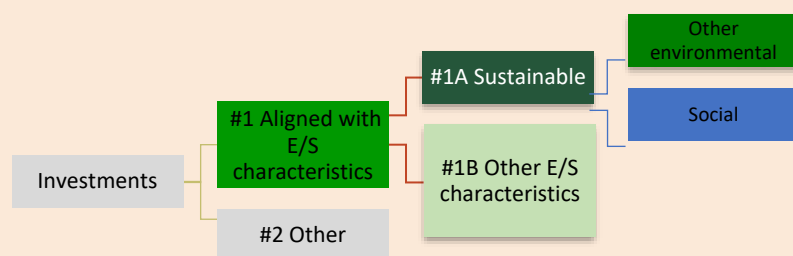 Investments
#1 Aligned with
E/S
characteristics
#2 Other
#1A Sustainable
#1B Other E/S
characteristics
Other
environmental
Social